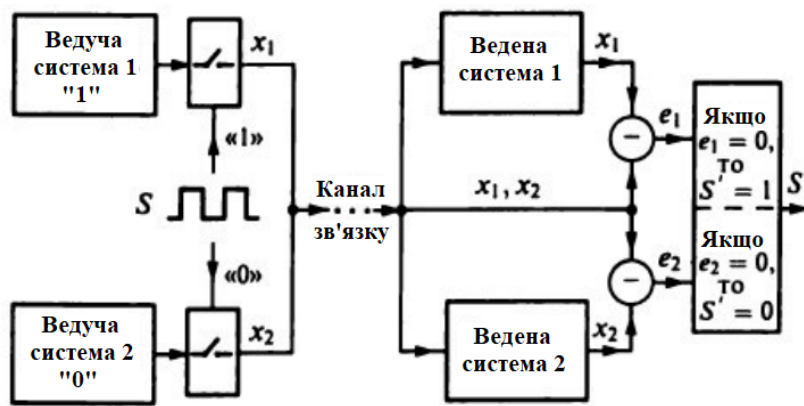 Ведуча
система 1
"1"
x₁
«1»
S
«0»
Ведуча
система 2
"0"
x₂
Канал
зв'язку
Ведена
система 1
x₁
−
e₁
x₁, x₂
−
e₂
Ведена
система 2
x₂
Якщо
e₁ = 0,
то
S' = 1
Якщо
e₂ = 0,
то
S' = 0
S